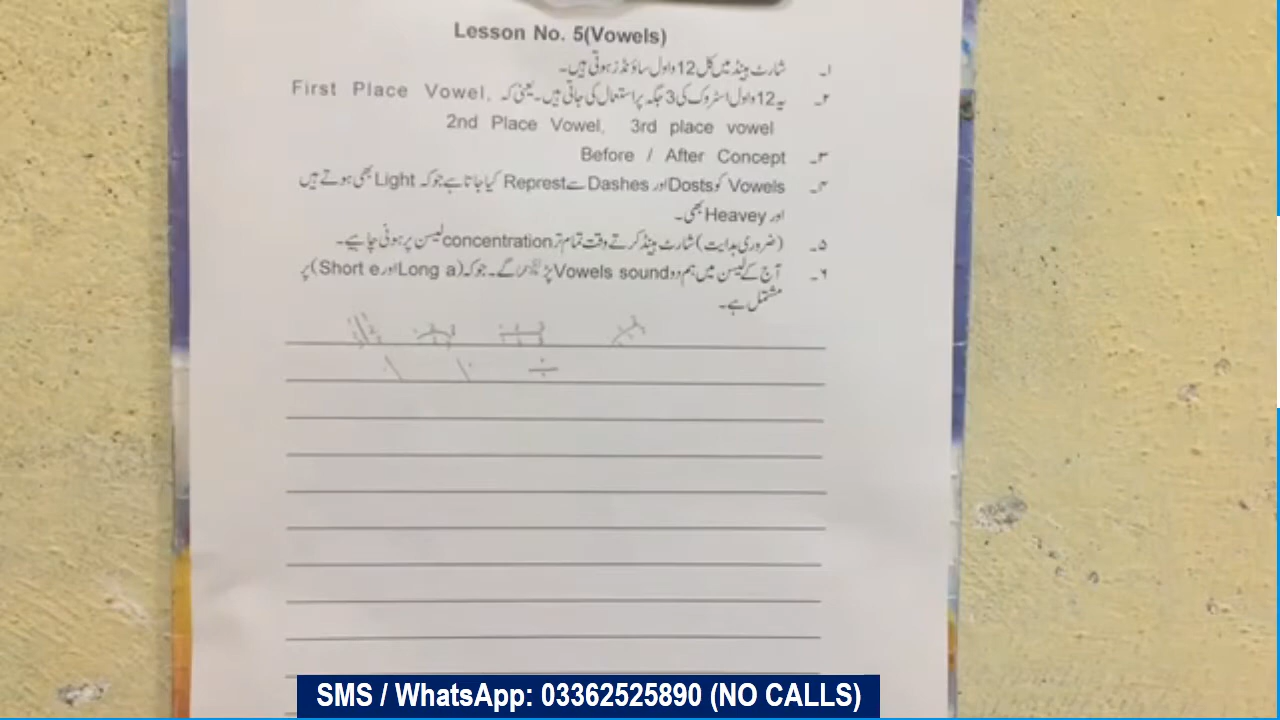 Lesson No. 5(Vowels)
۱۔ شارٹ ہینڈ میں کل 12 واول ساؤنڈز ہوتی ہیں۔
۲۔ یہ 12 واول اسٹروک کی 3 جگہ پر استعمال کی جاتی ہیں۔ یعنی کہ First Place Vowel,
2nd Place Vowel, 3rd place vowel
۳۔ Before / After Concept
۴۔ Vowels کو Dosts اور Dashes سے Represt کیا جاتا ہے جو کہ Light بھی ہوتے ہیں
اور Heavey بھی۔
۵۔ (ضروری ہدایت) شارٹ ہینڈ کرتے وقت تمام تر concentration لیسن پر ہونی چاہیے۔
۶۔ آج کے لیسن میں ہم دو Vowels sound گے۔ جو کہ (Long a اور Short e) پر
مشتمل ہے۔
SMS / WhatsApp: 03362525890 (NO CALLS)